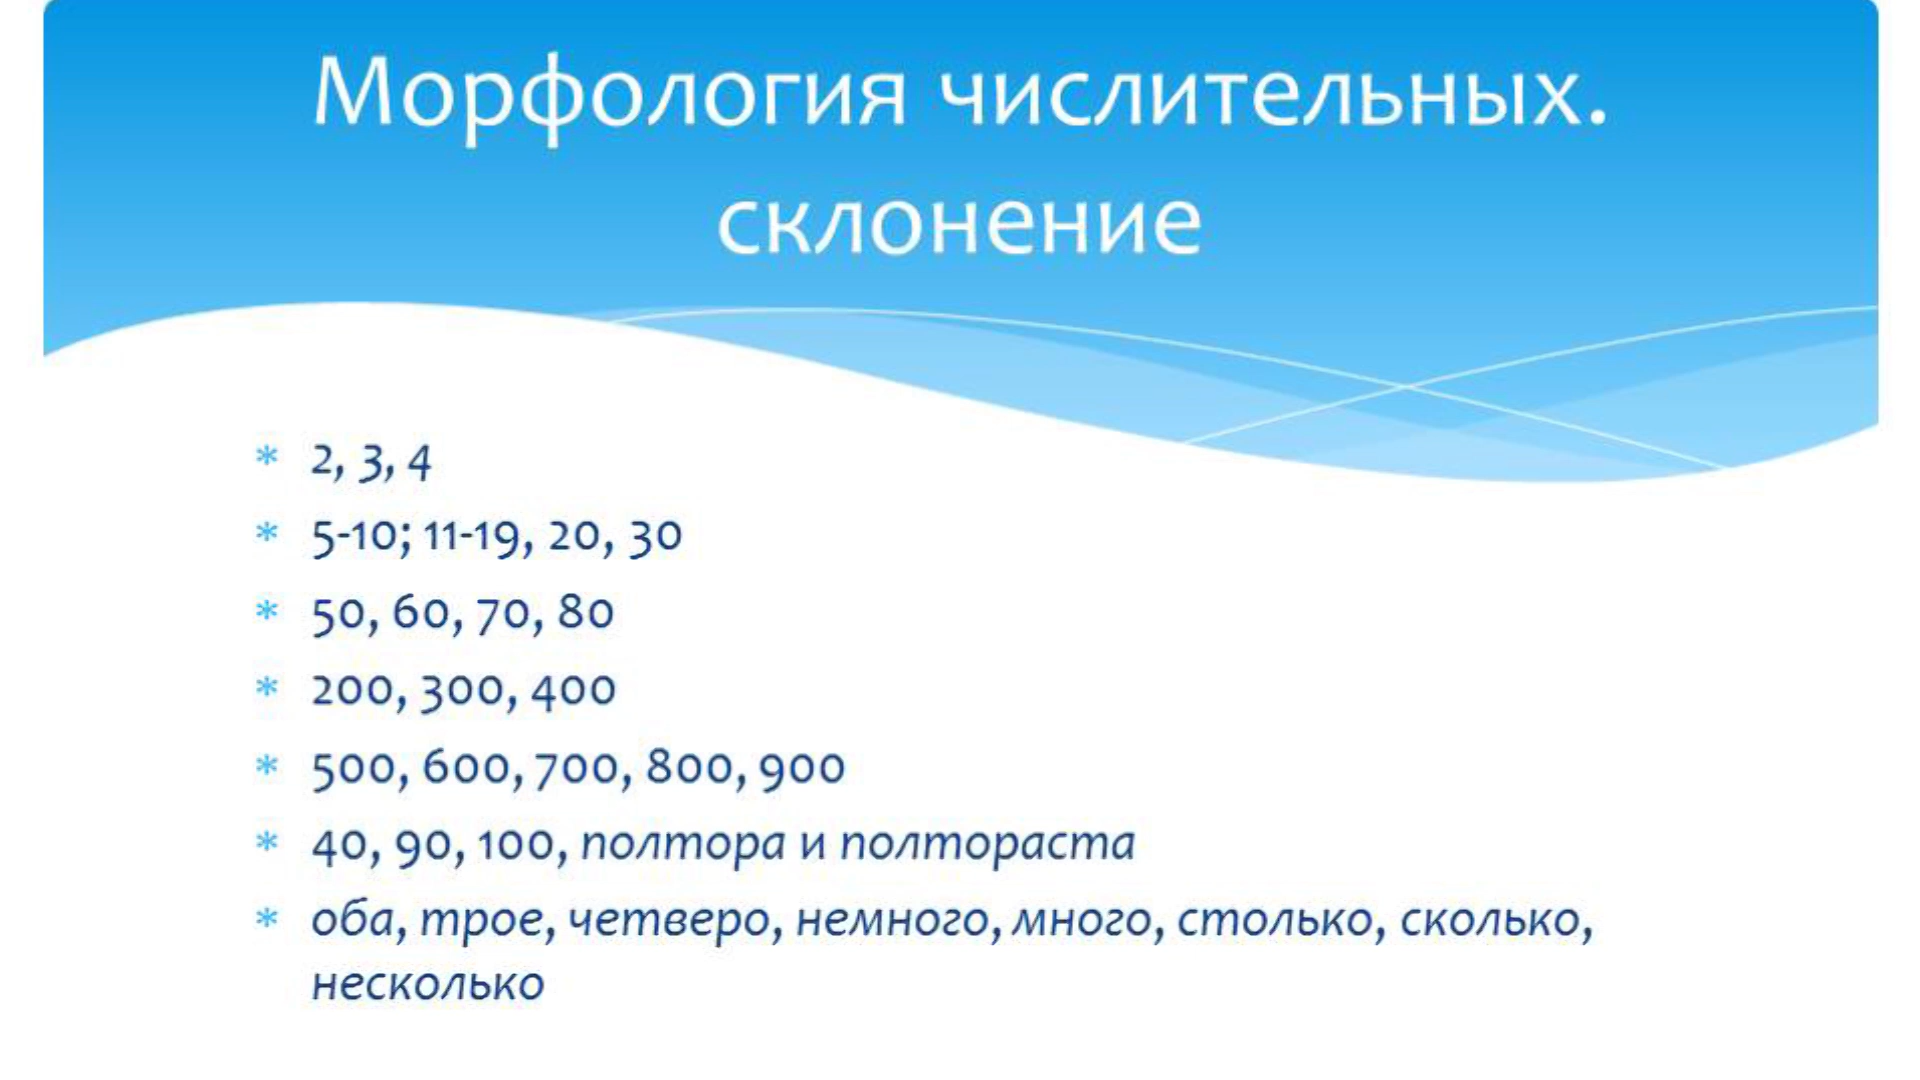 Морфология числительных.
склонение
* 2, 3, 4
* 5-10; 11-19, 20, 30
* 50, 60, 70, 80
* 200, 300, 400
* 500, 600, 700, 800, 900
* 40, 90, 100, полтора и полтораста
* оба, трое, четверо, немного, много, столько, сколько,
несколько